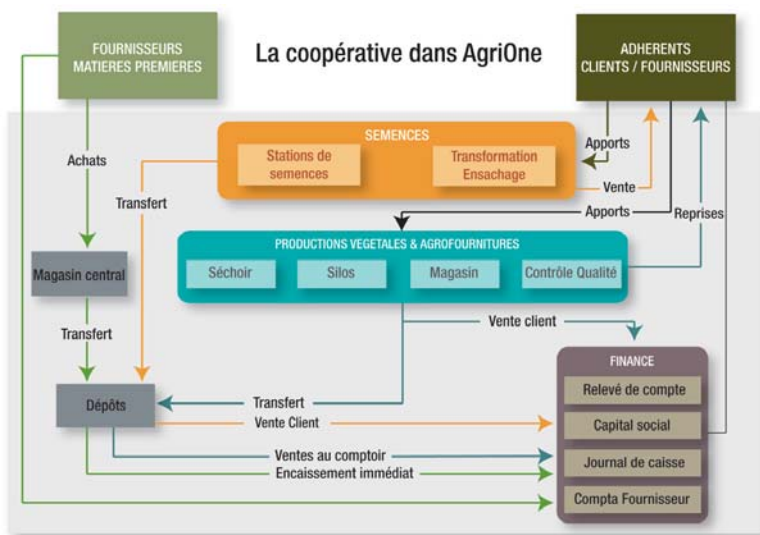 FOURNISSEURS
MATIERES PREMIERES
La coopérative dans AgriOne
ADHERENTS
CLIENTS / FOURNISSEURS
SEMENCES
Stations de
semences
Transformation
Ensachage
Apports
Achats
Vente
Transfert
Apports
Reprises
PRODUCTIONS VEGETALES & AGROFOURNITURES
Séchoir
Silos
Magasin
Contrôle Qualité
Magasin central
Vente client
Transfert
FINANCE
Relevé de compte
Dépôts
Transfert
Vente Client
Capital social
Ventes au comptoir
Journal de caisse
Encaissement immédiat
Compta Fournisseur